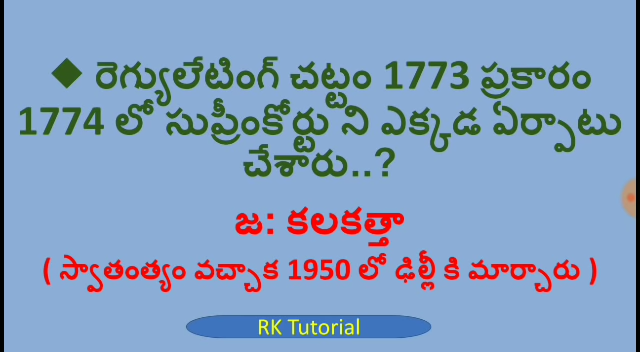 ◆ రెగ్యులేటింగ్ చట్టం 1773 ప్రకారం
1774 లో సుప్రీంకోర్టు ని ఎక్కడ ఏర్పాటు
చేశారు..?
జ: కలకత్తా
( స్వాతంత్యం వచ్చాక 1950 లో ఢిల్లీ కి మార్చారు )
RK Tutorial